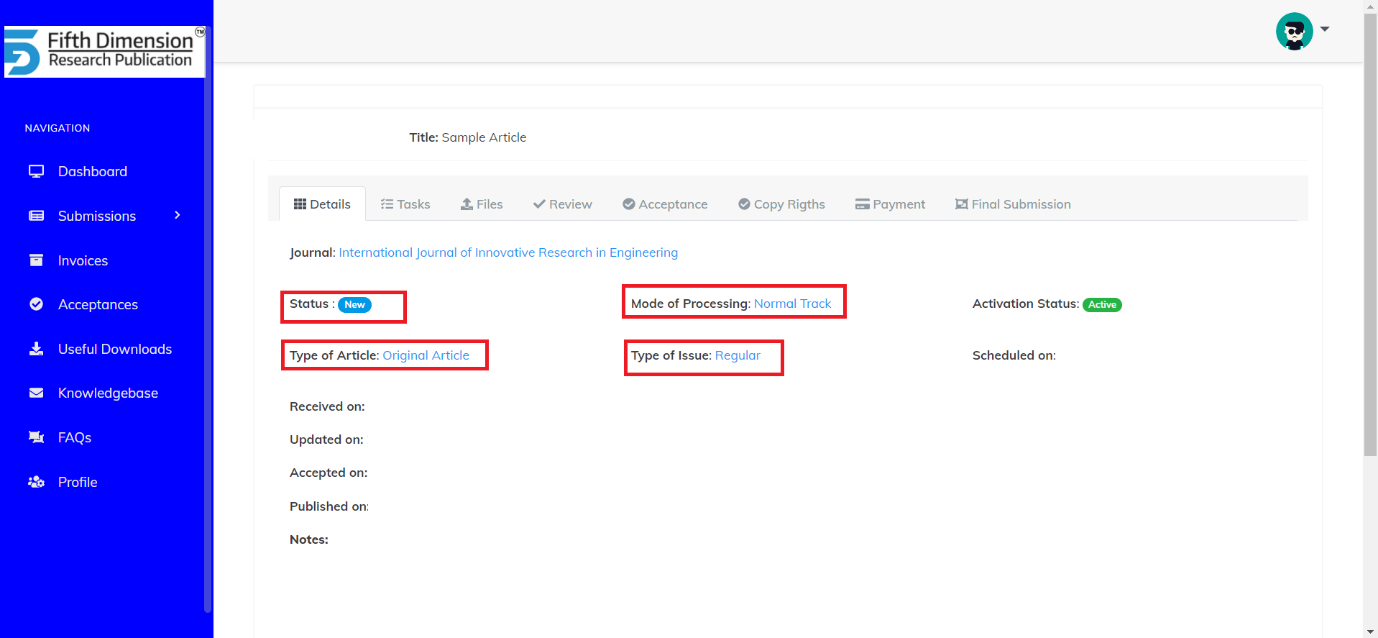 Fifth Dimension TM
Research Publication
NAVIGATION
Dashboard
Submissions
Invoices
Acceptances
Useful Downloads
Knowledgebase
FAQs
Profile
Title: Sample Article
Details Tasks Files Review Acceptance Copy Rigths Payment Final Submission
Journal: International Journal of Innovative Research in Engineering
Status : New Mode of Processing: Normal Track Activation Status: Active
Type of Article: Original Article Type of Issue: Regular Scheduled on:
Received on:
Updated on:
Accepted on:
Published on:
Notes: